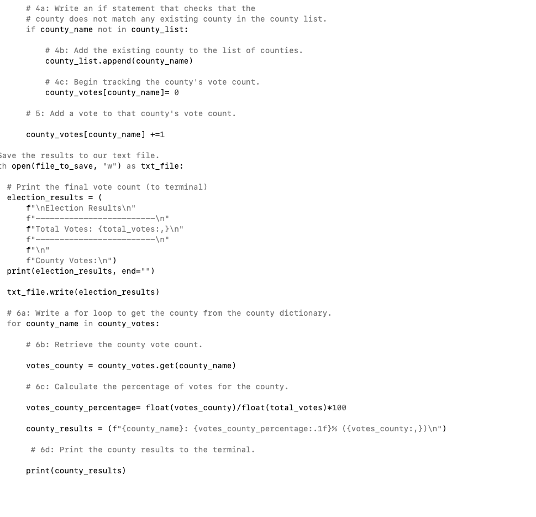 # 4a: Write an if statement that checks that the
# county does not match any existing county in the county list.
if county_name not in county_list:
# 4b: Add the existing county to the list of counties.
county_list.append(county_name)
# 4c: Begin tracking the county's vote count.
county_votes[county_name]= 0
# 5: Add a vote to that county's vote count.
county_votes[county_name] +=1
Save the results to our text file.
th open(file_to_save, "w") as txt_file:
# Print the final vote count (to terminal)
election_results = (
f"\nElection Results\n"
f"-------------------------\n"
f"Total Votes: {total_votes:,}\n"
f"-------------------------\n"
f"\n"
f"County Votes:\n")
print(election_results, end="")
txt_file.write(election_results)
# 6a: Write a for loop to get the county from the county dictionary.
for county_name in county_votes:
# 6b: Retrieve the county vote count.
votes_county = county_votes.get(county_name)
# 6c: Calculate the percentage of votes for the county.
votes_county_percentage= float(votes_county)/float(total_votes)*100
county_results = (f"{county_name}: {votes_county_percentage:.1f}% ({votes_county:,})\n")
# 6d: Print the county results to the terminal.
print(county_results)